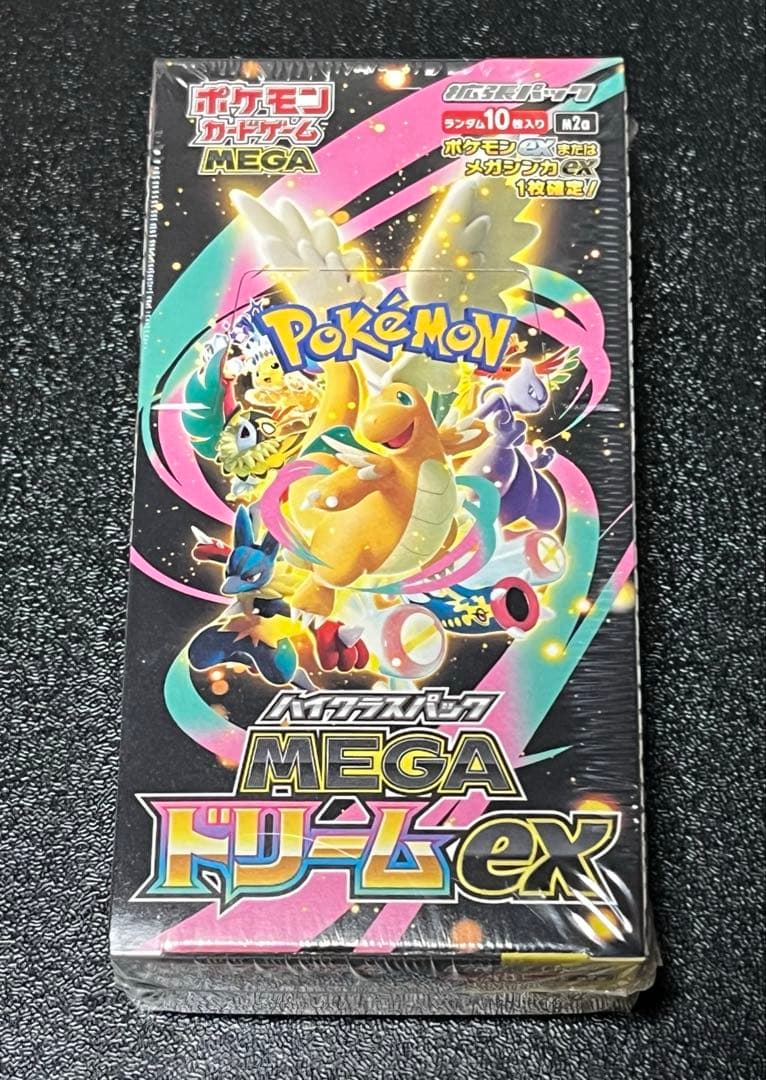 ポケモン
カードゲーム
MEGA
拡張パック
ランダム10枚入り M2a
ポケモンexまたは
メガシンカex
1枚確定!
POKéMON
TM
ハイクラスパック
MEGA
ドリームex